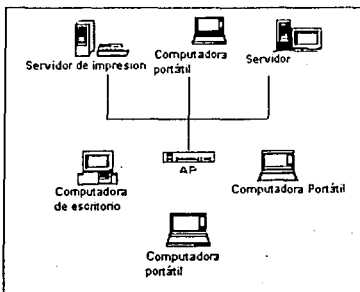 Servidor de impresion
Computadora
portátil
Servidor
AP
Computadora
de escritorio
Computadora Portátil
Computadora
portátil